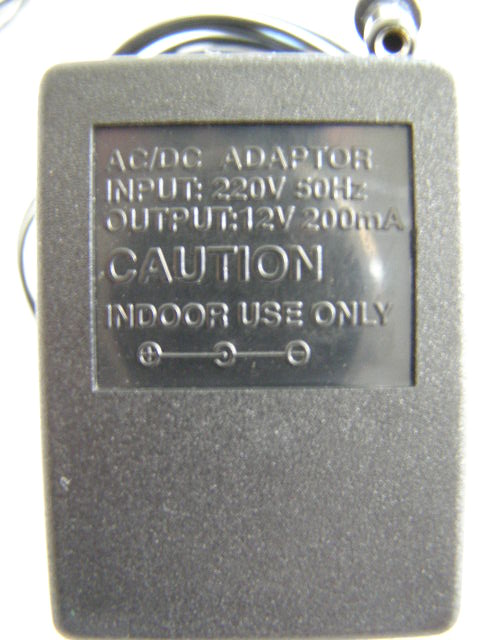 AC/DC ADAPTOR
INPUT: 220V 50Hz
OUTPUT:12V 200mA
CAUTION
INDOOR USE ONLY